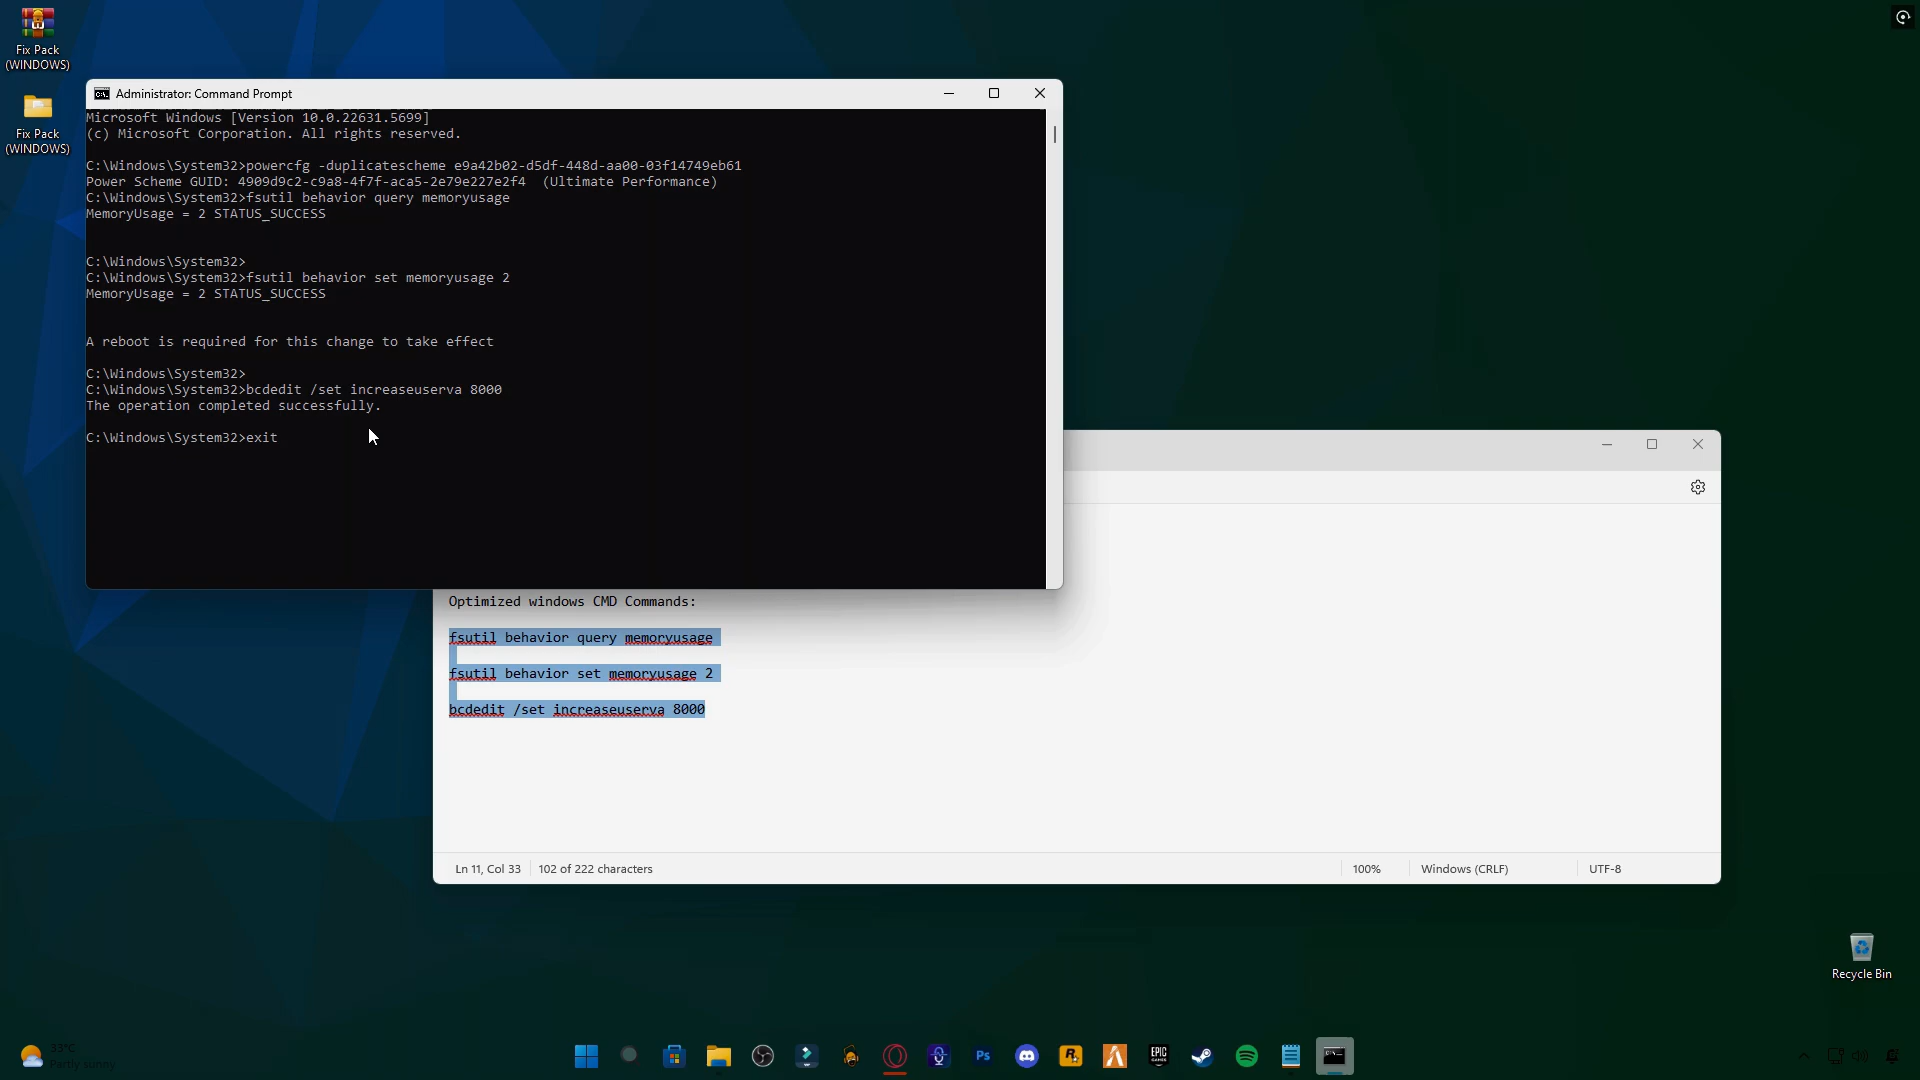 Fix Pack
(WINDOWS)
Fix Pack
(WINDOWS)
Administrator: Command Prompt
Microsoft Windows [Version 10.0.22631.5699]
(c) Microsoft Corporation. All rights reserved.
C:\Windows\System32>powercfg -duplicatescheme e9a42b02-d5df-448d-aa00-03f14749eb61
Power Scheme GUID: 4909d9c2-c9a8-4f7f-aca5-2e79e227e2f4  (Ultimate Performance)
C:\Windows\System32>fsutil behavior query memoryusage
MemoryUsage = 2 STATUS_SUCCESS
C:\Windows\System32>
C:\Windows\System32>fsutil behavior set memoryusage 2
MemoryUsage = 2 STATUS_SUCCESS
A reboot is required for this change to take effect
C:\Windows\System32>
C:\Windows\System32>bcdedit /set increaseuserva 8000
The operation completed successfully.
C:\Windows\System32>exit
Optimized windows CMD Commands:
fsutil behavior query memoryusage
fsutil behavior set memoryusage 2
bcdedit /set increaseuserva 8000
Ln 11, Col 33
102 of 222 characters
100%
Windows (CRLF)
UTF-8
Recycle Bin
33°C
Partly sunny
Ps
R
EPIC
GAMES